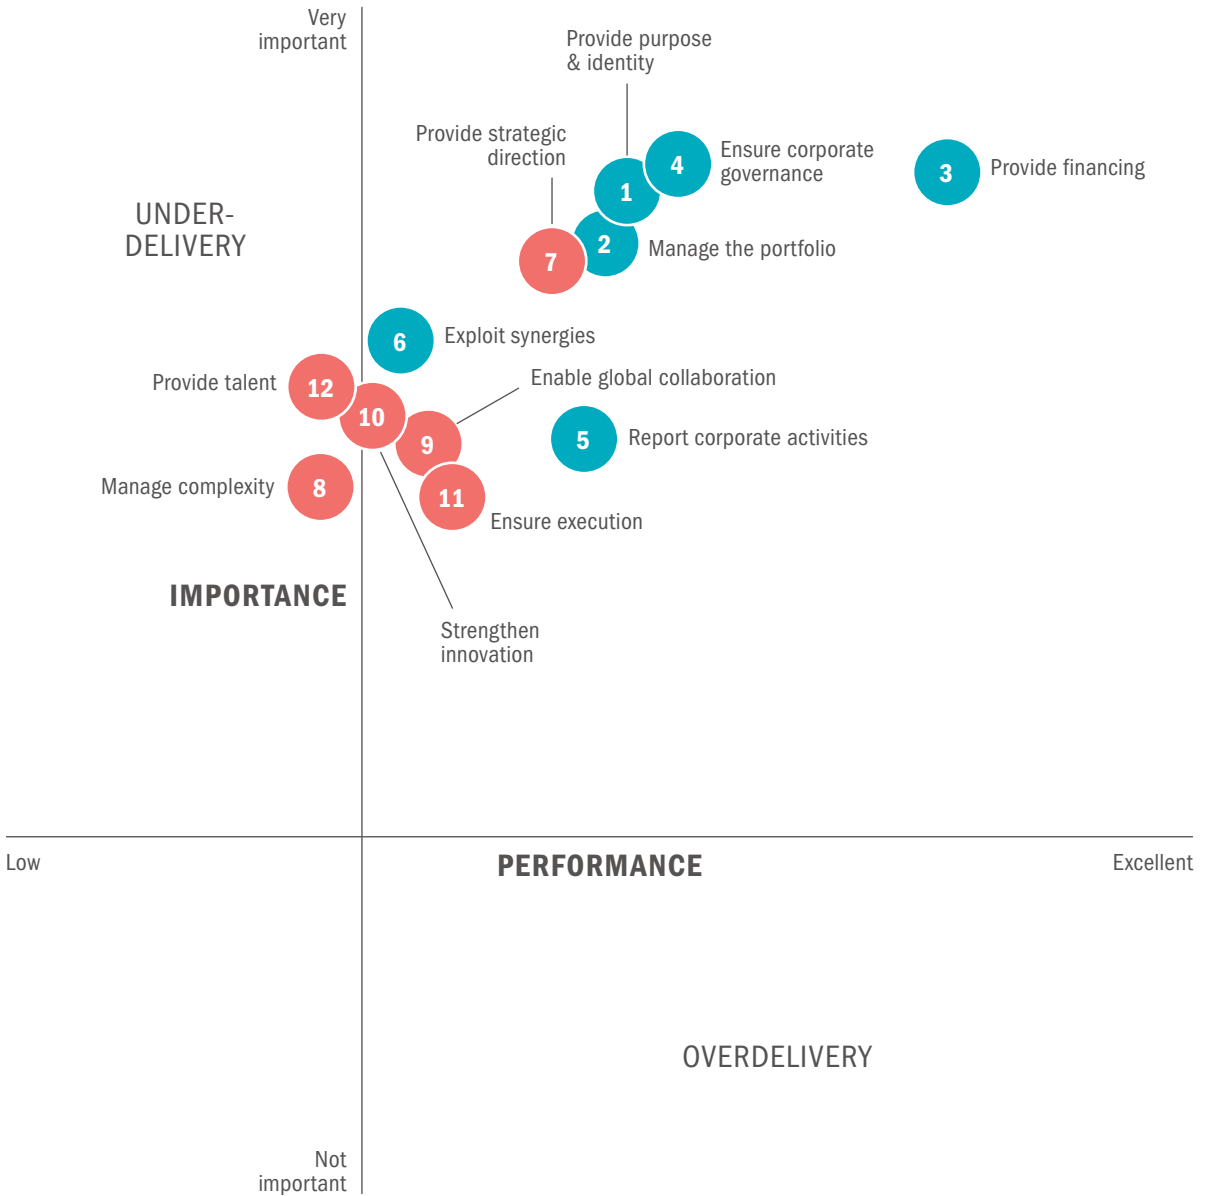 Very
important
Provide purpose
& identity
Provide strategic
direction
Ensure corporate
governance
4
3
Provide financing
1
UNDER-
DELIVERY
2
Manage the portfolio
7
6
Exploit synergies
Provide talent
12
Enable global collaboration
10
9
5
Report corporate activities
Manage complexity
8
11
Ensure execution
IMPORTANCE
Strengthen
innovation
Low
PERFORMANCE
Excellent
OVERDELIVERY
Not
important